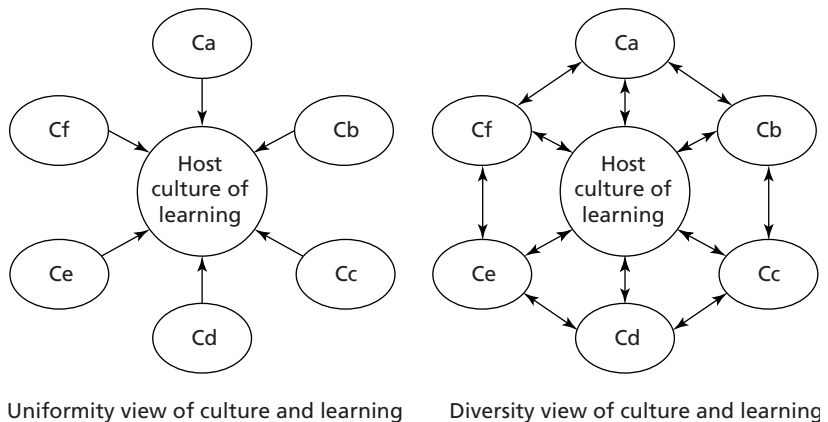 Ca
Cf
Cb
Host
culture of
learning
Ce
Cc
Cd
Uniformity view of culture and learning
Ca
Cf
Cb
Host
culture of
learning
Ce
Cc
Cd
Diversity view of culture and learning